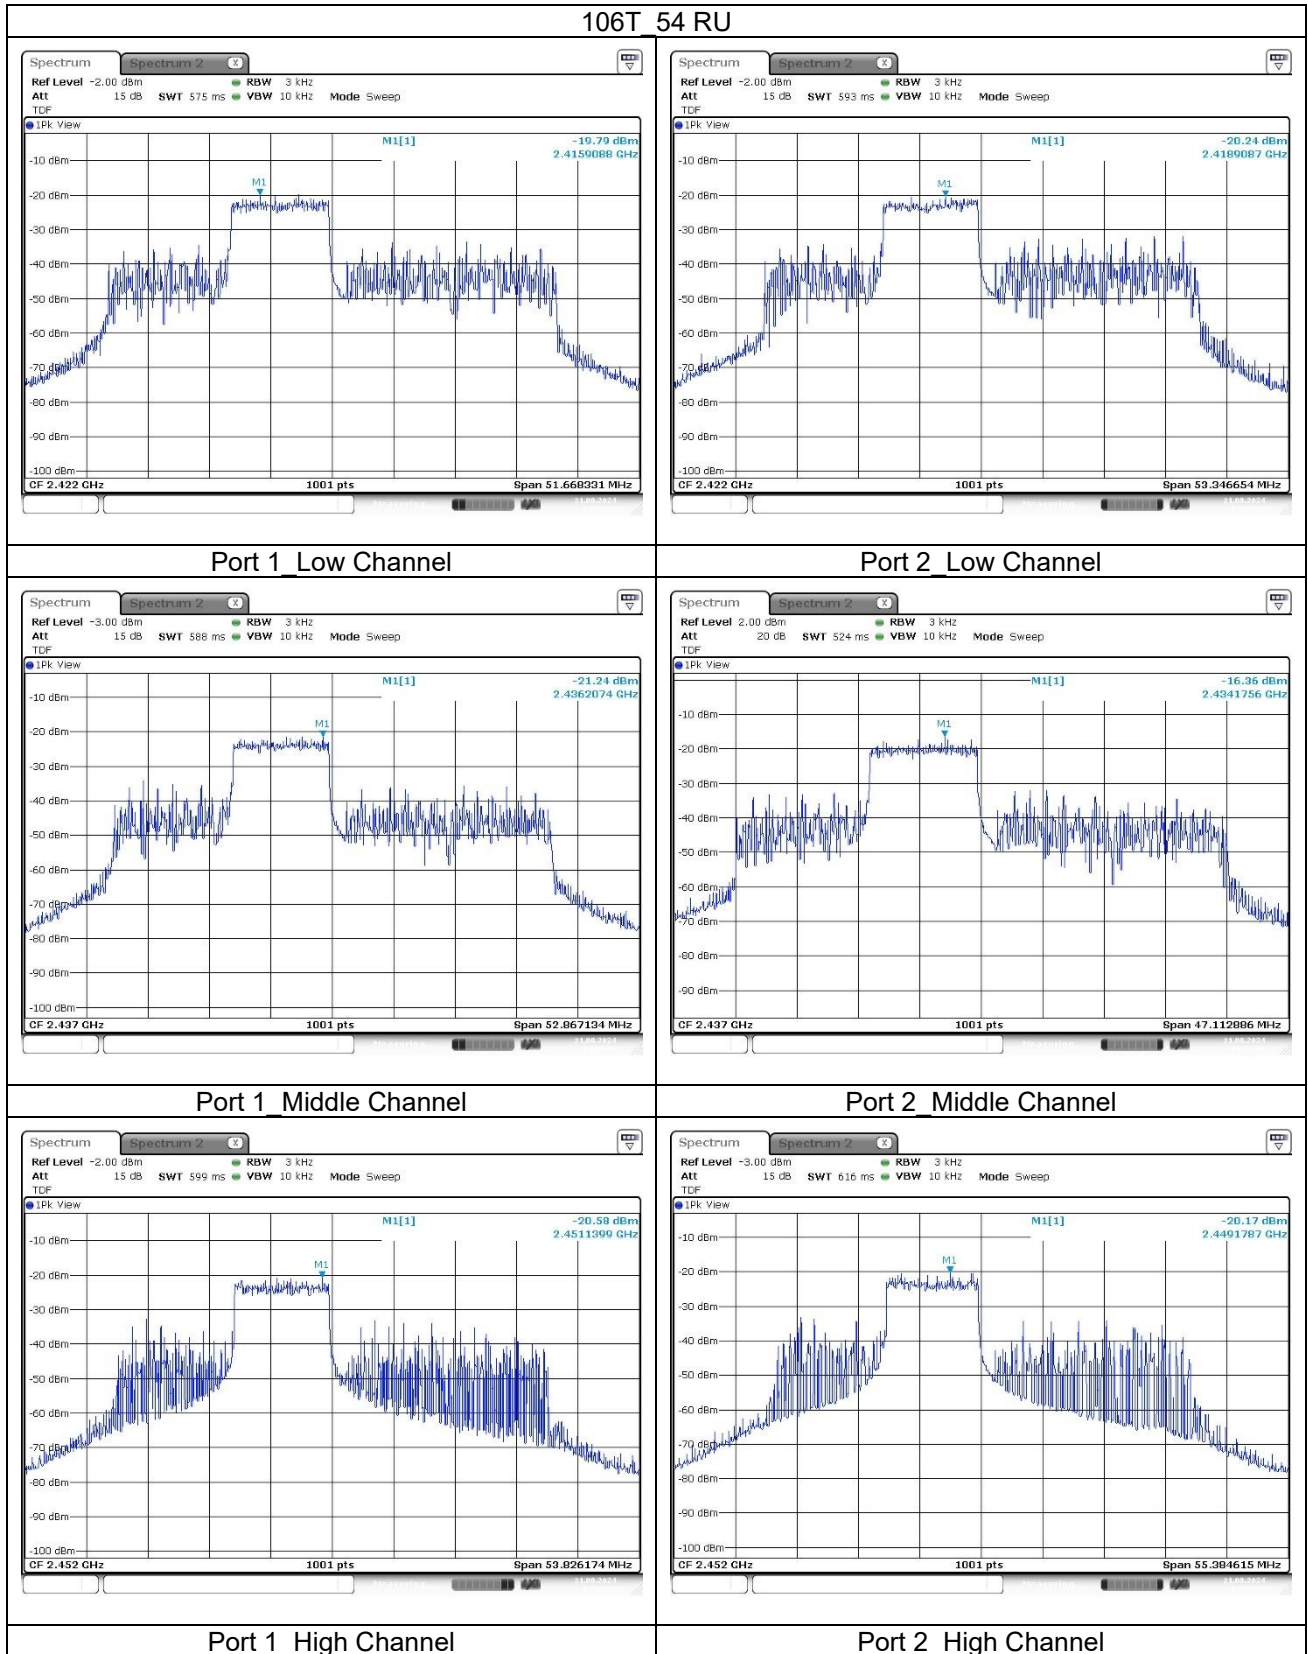 106T_54 RU
Spectrum Spectrum 2 X
Ref Level -2.00 dBm RBW 3 kHz
Att 15 dB SWT 575 ms VBW 10 kHz Mode Sweep
TDF
1Pk View
M1[1] -19.79 dBm
2.4159088 GHz
-10 dBm
M1
-20 dBm
-30 dBm
-40 dBm
-50 dBm
-60 dBm
-70 dBm
-80 dBm
-90 dBm
-100 dBm
CF 2.422 GHz 1001 pts Span 51.668331 MHz
Port 1_Low Channel
Spectrum Spectrum 2 X
Ref Level -2.00 dBm RBW 3 kHz
Att 15 dB SWT 593 ms VBW 10 kHz Mode Sweep
TDF
1Pk View
M1[1] -20.24 dBm
2.4189087 GHz
-10 dBm
M1
-20 dBm
-30 dBm
-40 dBm
-50 dBm
-60 dBm
-70 dBm
-80 dBm
-90 dBm
-100 dBm
CF 2.422 GHz 1001 pts Span 53.346654 MHz
Port 2_Low Channel
Spectrum Spectrum 2 X
Ref Level -3.00 dBm RBW 3 kHz
Att 15 dB SWT 588 ms VBW 10 kHz Mode Sweep
TDF
1Pk View
M1[1] -21.24 dBm
2.4362074 GHz
-10 dBm
M1
-20 dBm
-30 dBm
-40 dBm
-50 dBm
-60 dBm
-70 dBm
-80 dBm
-90 dBm
-100 dBm
CF 2.437 GHz 1001 pts Span 52.867134 MHz
Port 1_Middle Channel
Spectrum Spectrum 2 X
Ref Level 2.00 dBm RBW 3 kHz
Att 20 dB SWT 524 ms VBW 10 kHz Mode Sweep
TDF
1Pk View
M1[1] -16.36 dBm
2.4341756 GHz
-10 dBm
M1
-20 dBm
-30 dBm
-40 dBm
-50 dBm
-60 dBm
-70 dBm
-80 dBm
-90 dBm
CF 2.437 GHz 1001 pts Span 47.112886 MHz
Port 2_Middle Channel
Spectrum Spectrum 2 X
Ref Level -2.00 dBm RBW 3 kHz
Att 15 dB SWT 599 ms VBW 10 kHz Mode Sweep
TDF
1Pk View
M1[1] -20.58 dBm
2.4511399 GHz
-10 dBm
M1
-20 dBm
-30 dBm
-40 dBm
-50 dBm
-60 dBm
-70 dBm
-80 dBm
-90 dBm
-100 dBm
CF 2.452 GHz 1001 pts Span 53.826174 MHz
Port 1_High Channel
Spectrum Spectrum 2 X
Ref Level -3.00 dBm RBW 3 kHz
Att 15 dB SWT 616 ms VBW 10 kHz Mode Sweep
TDF
1Pk View
M1[1] -20.17 dBm
2.4491787 GHz
-10 dBm
M1
-20 dBm
-30 dBm
-40 dBm
-50 dBm
-60 dBm
-70 dBm
-80 dBm
-90 dBm
-100 dBm
CF 2.452 GHz 1001 pts Span 55.384615 MHz
Port 2_High Channel